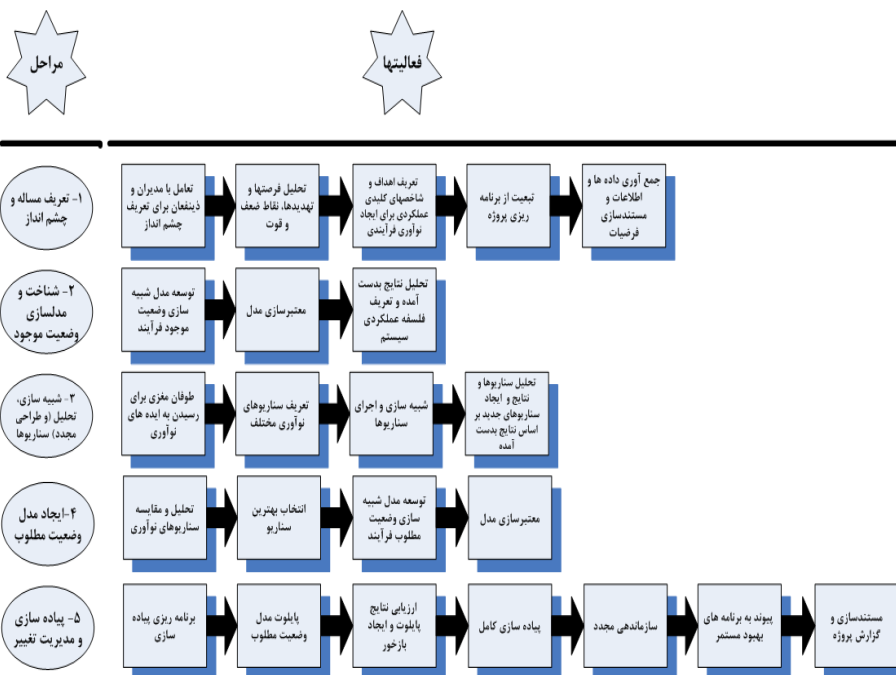 مراحل
فعالیتها
۱- تعریف مساله و
چشم انداز
تعامل با مدیران و
ذینفعان برای تعریف
چشم انداز
تحلیل فرصتها و
تهدیدها، نقاط ضعف
و قوت
تعریف اهداف و
شاخصهای کلیدی
عملکردی برای ایجاد
نوآوری فرآیندی
تبعیت از برنامه
ریزی پروژه
جمع آوری داده ها و
اطلاعات و
مستندسازی
فرضیات
۲- شناخت و
مدلسازی
وضعیت موجود
توسعه مدل شبیه
سازی وضعیت
موجود فرآیند
معتبرسازی مدل
تحلیل نتایج بدست
آمده و تعریف
فلسفه عملکردی
سیستم
۳- شبیه سازی،
تحلیل (و طراحی
مجدد) سناریوها
طوفان مغزی برای
رسیدن به ایده های
نوآوری
تعریف سناریوهای
نوآوری مختلف
شبیه سازی و اجرای
سناریوها
تحلیل سناریوها و
نتایج و ایجاد
سناریوهای جدید بر
اساس نتایج بدست
آمده
۴-ایجاد مدل
وضعیت مطلوب
تحلیل و مقایسه
سناریوهای نوآوری
انتخاب بهترین
سناریو
توسعه مدل شبیه
سازی وضعیت
مطلوب فرآیند
معتبرسازی مدل
۵- پیاده سازی
و مدیریت تغییر
برنامه ریزی پیاده
سازی
پایلوت مدل
وضعیت مطلوب
ارزیابی نتایج
پایلوت و ایجاد
بازخور
پیاده سازی کامل
سازماندهی مجدد
پیوند به برنامه های
بهبود مستمر
مستندسازی و
گزارش پروژه